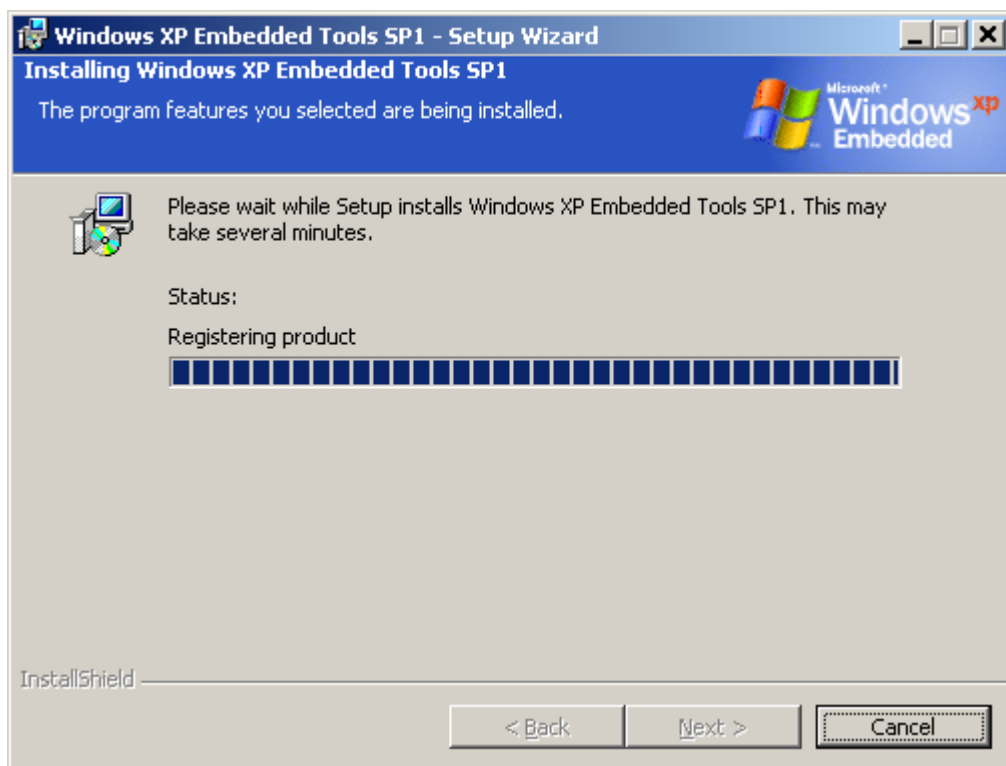 Windows XP Embedded Tools SP1 - Setup Wizard
Installing Windows XP Embedded Tools SP1
The program features you selected are being installed.
Microsoft
Windows xp
Embedded
Please wait while Setup installs Windows XP Embedded Tools SP1. This may
take several minutes.
Status:
Registering product
InstallShield
< Back
Next >
Cancel